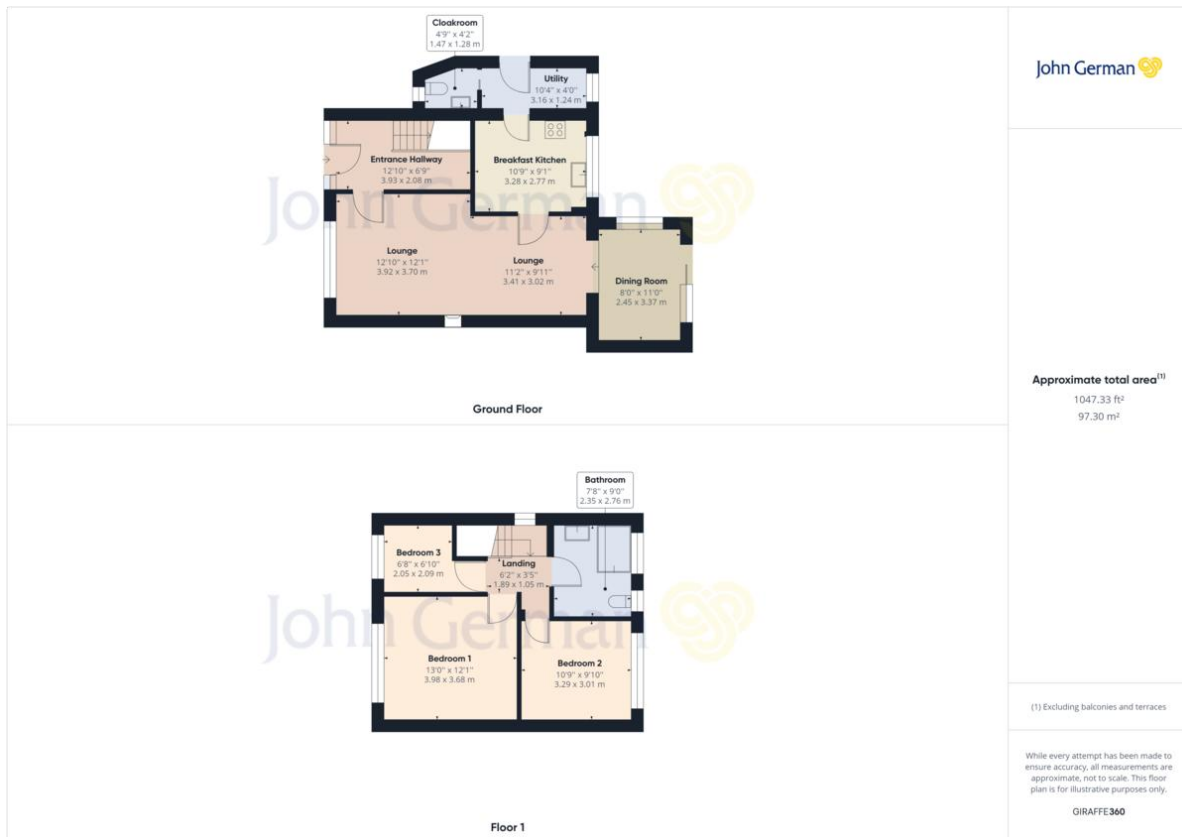 Cloakroom
4'9" x 4'2"
1.47 x 1.28 m
Utility
10'4" x 4'0"
3.16 x 1.24 m
Entrance Hallway
12'10" x 6'9"
3.93 x 2.08 m
Breakfast Kitchen
10'9" x 9'1"
3.28 x 2.77 m
John German
Lounge
12'10" x 12'1"
3.92 x 3.70 m
Lounge
11'2" x 9'11"
3.41 x 3.02 m
Dining Room
8'0" x 11'0"
2.45 x 3.37 m
Ground Floor
Bathroom
7'8" x 9'0"
2.35 x 2.76 m
Bedroom 3
6'8" x 6'10"
2.05 x 2.09 m
Landing
6'2" x 3'5"
1.89 x 1.05 m
John German
Bedroom 1
13'0" x 12'1"
3.98 x 3.68 m
Bedroom 2
10'9" x 9'10"
3.29 x 3.01 m
Floor 1
John German
Approximate total area(1)
1047.33 ft²
97.30 m²
(1) Excluding balconies and terraces
While every attempt has been made to
ensure accuracy, all measurements are
approximate, not to scale. This floor
plan is for illustrative purposes only.
GIRAFFE360